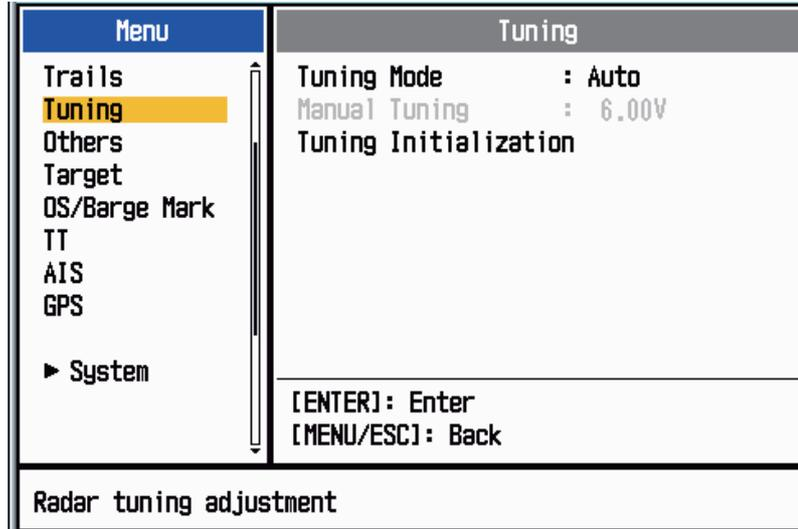 Menu
Trails
Tuning
Others
Target
OS/Barge Mark
TT
AIS
GPS
► System
Tuning
Tuning Mode : Auto
Manual Tuning : 6.00V
Tuning Initialization
[ENTER]: Enter
[MENU/ESC]: Back
Radar tuning adjustment